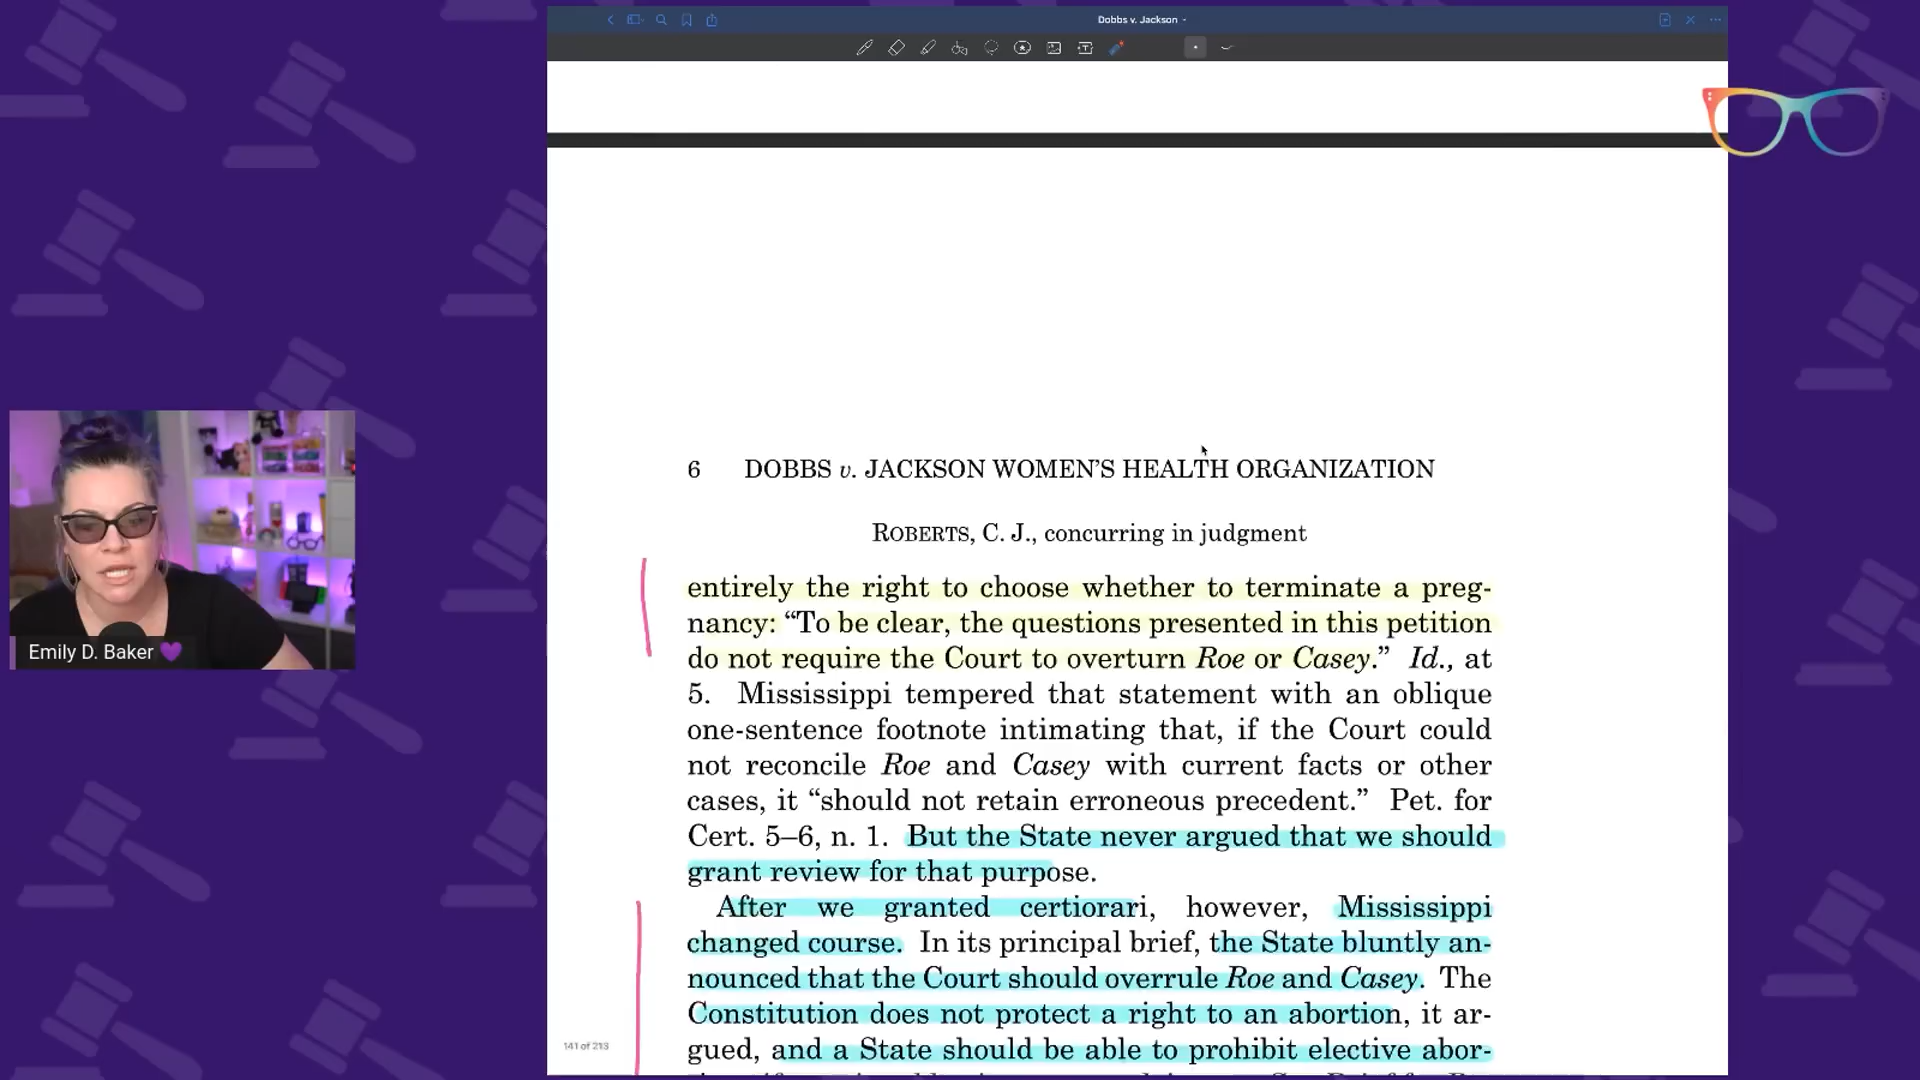 Dobbs v. Jackson
6 DOBBS v. JACKSON WOMEN'S HEALTH ORGANIZATION
ROBERTS, C. J., concurring in judgment
entirely the right to choose whether to terminate a preg-
nancy: “To be clear, the questions presented in this petition
do not require the Court to overturn Roe or Casey.” Id., at
5. Mississippi tempered that statement with an oblique
one-sentence footnote intimating that, if the Court could
not reconcile Roe and Casey with current facts or other
cases, it “should not retain erroneous precedent.” Pet. for
Cert. 5–6, n. 1. But the State never argued that we should
grant review for that purpose.
After we granted certiorari, however, Mississippi
changed course. In its principal brief, the State bluntly an-
nounced that the Court should overrule Roe and Casey. The
Constitution does not protect a right to an abortion, it ar-
gued, and a State should be able to prohibit elective abor-
141 of 213
Emily D. Baker 💜